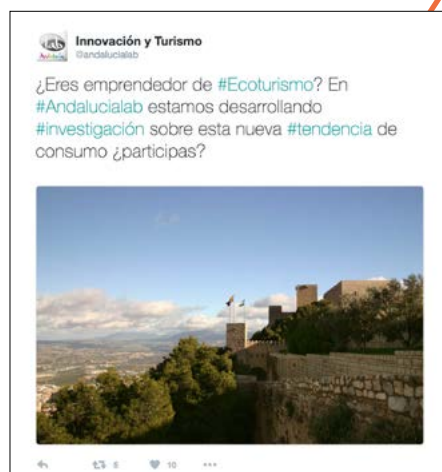 Innovación y Turismo
@andalucialab
¿Eres emprendedor de #Ecoturismo? En
#Andalucialab estamos desarrollando
#investigación sobre esta nueva #tendencia de
consumo ¿participas?
5 10